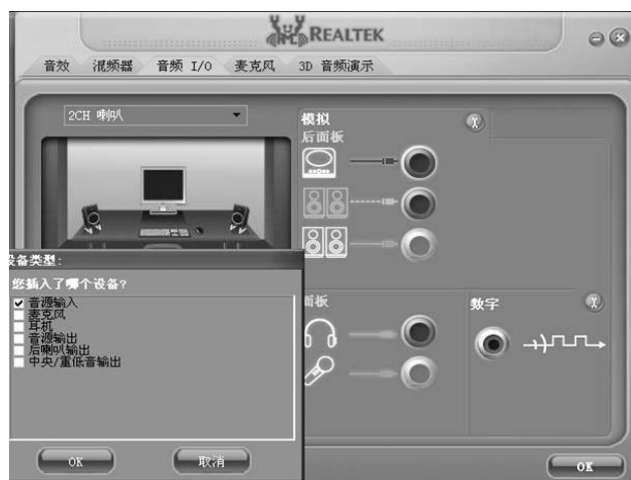 REALTEK
音效 混频器 音频 I/O 麦克风 3D 音频演示
2CH 喇叭
模拟
后面板
设备类型:
您插入了哪个设备?
音源输入
麦克风
耳机
音源输出
后喇叭输出
中央/重低音输出
OK 取消
面板
数字
OK